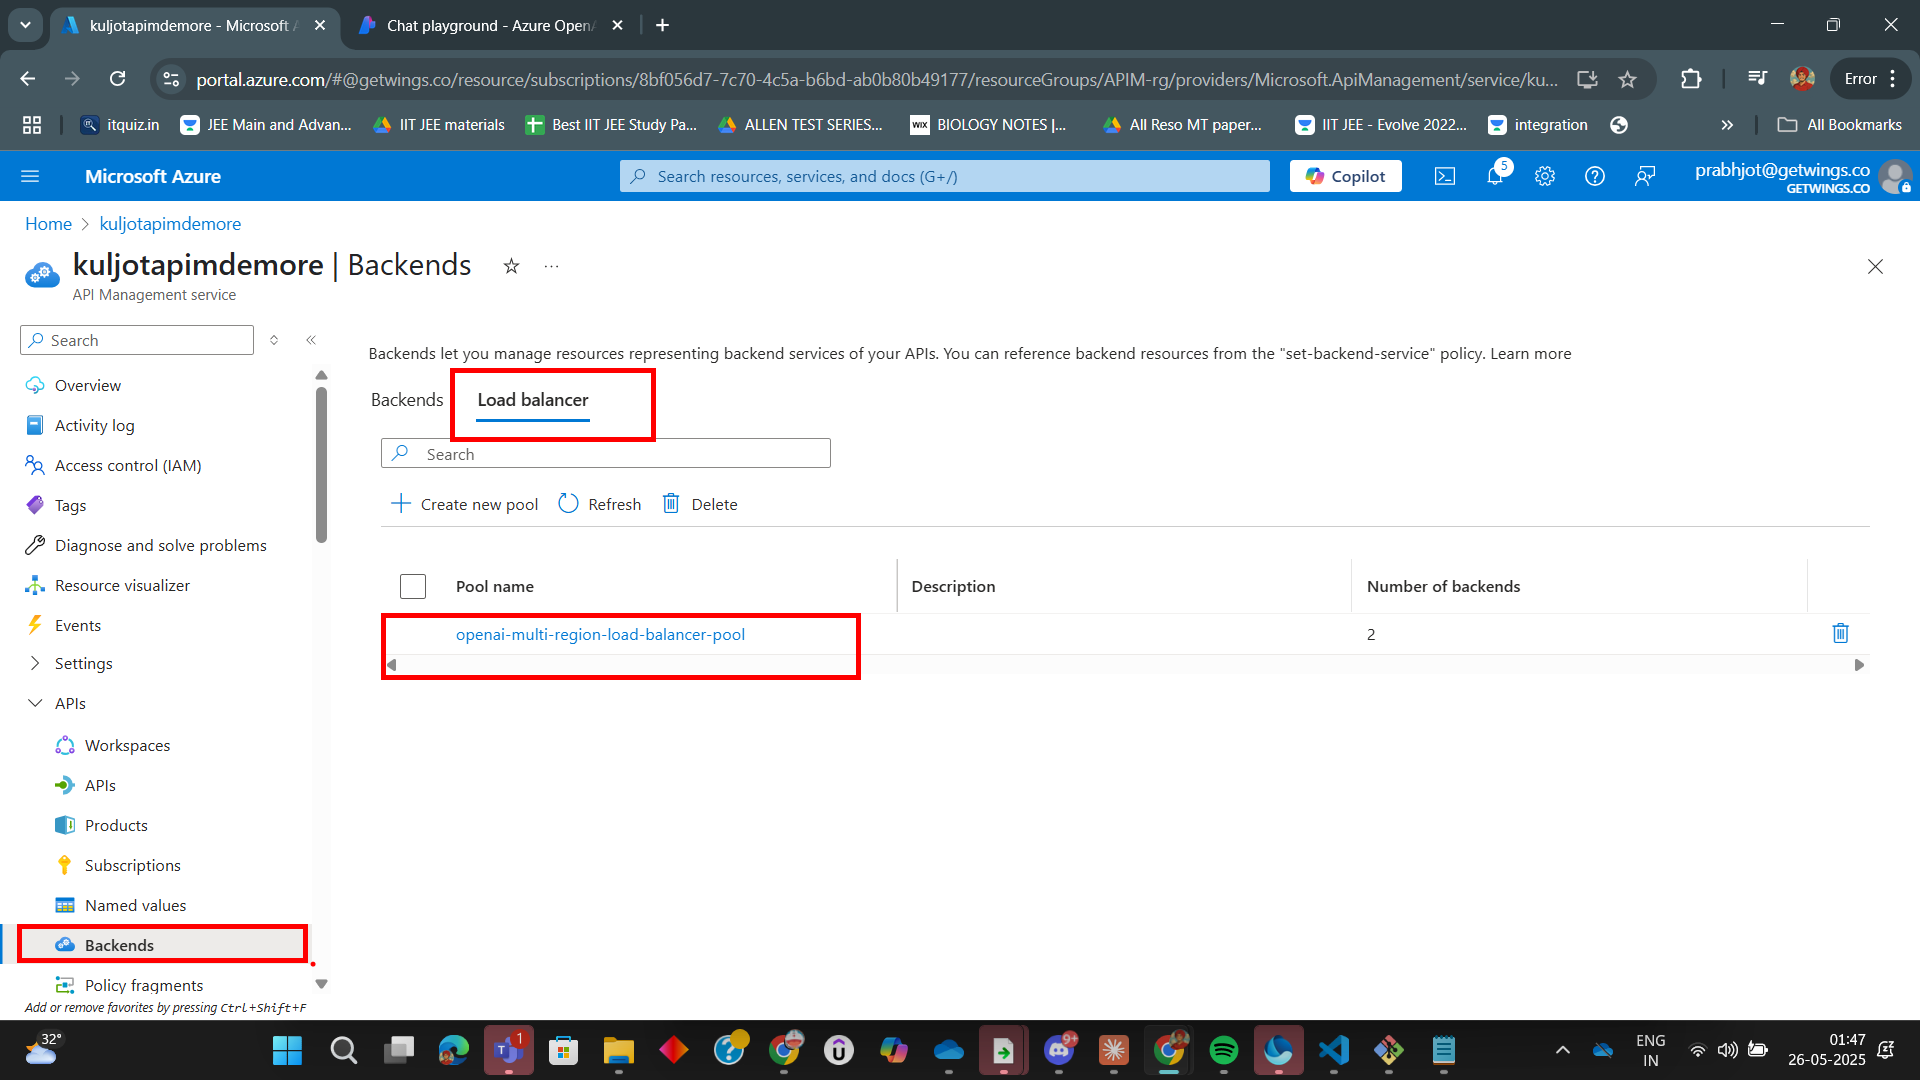 kuljotapimdemore - Microsoft A
Chat playground - Azure OpenA
portal.azure.com/#@getwings.co/resource/subscriptions/8bf056d7-7c70-4c5a-b6bd-ab0b80b49177/resourceGroups/APIM-rg/providers/Microsoft.ApiManagement/service/ku...
Error
itquiz.in
JEE Main and Advan...
IIT JEE materials
Best IIT JEE Study Pa...
ALLEN TEST SERIES...
WiX
BIOLOGY NOTES |...
All Reso MT paper...
IIT JEE - Evolve 2022...
integration
All Bookmarks
Microsoft Azure
Search resources, services, and docs (G+/)
Copilot
5
prabhjot@getwings.co
GETWINGS.CO
Home > kuljotapimdemore
kuljotapimdemore | Backends
API Management service
Search
Overview
Activity log
Access control (IAM)
Tags
Diagnose and solve problems
Resource visualizer
Events
Settings
APIs
Workspaces
APIs
Products
Subscriptions
Named values
Backends
Policy fragments
Add or remove favorites by pressing Ctrl+Shift+F
Backends let you manage resources representing backend services of your APIs. You can reference backend resources from the "set-backend-service" policy. Learn more
Backends
Load balancer
Search
Create new pool
Refresh
Delete
Pool name
Description
Number of backends
openai-multi-region-load-balancer-pool
2
32°
1
9+
ENG
IN
01:47
26-05-2025